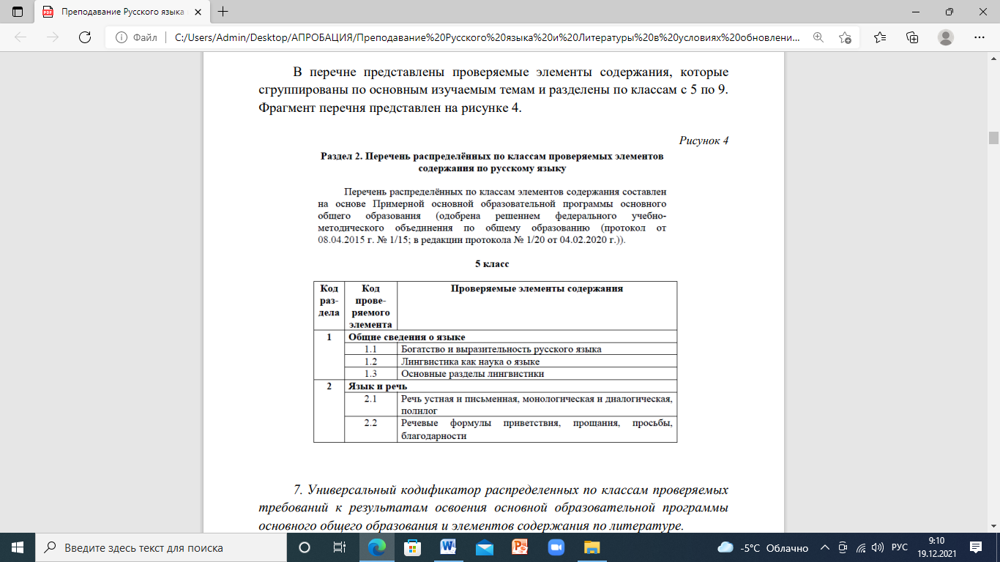 Преподавание Русского языка
Файл
C:/Users/Admin/Desktop/АПРОБАЦИЯ/Преподавание%20Русского%20языка%20и%20Литературы%20в%20условиях%20обновлени...
В перечне представлены проверяемые элементы содержания, которые
сгруппированы по основным изучаемым темам и разделены по классам с 5 по 9.
Фрагмент перечня представлен на рисунке 4.
Рисунок 4
Раздел 2. Перечень распределённых по классам проверяемых элементов
содержания по русскому языку
Перечень распределённых по классам элементов содержания составлен
на основе Примерной основной образовательной программы основного
общего образования (одобрена решением федерального учебно-
методического объединения по общему образованию (протокол от
08.04.2015 г. № 1/15; в редакции протокола № 1/20 от 04.02.2020 г.)).
5 класс
Код Код Проверяемые элементы содержания
раз- прове-
дела ряемого
элемента
1 Общие сведения о языке
1.1 Богатство и выразительность русского языка
1.2 Лингвистика как наука о языке
1.3 Основные разделы лингвистики
2 Язык и речь
2.1 Речь устная и письменная, монологическая и диалогическая,
полилог
2.2 Речевые формулы приветствия, прощания, просьбы,
благодарности
7. Универсальный кодификатор распределенных по классам проверяемых
требований к результатам освоения основной образовательной программы
основного общего образования и элементов содержания по литературе.
Введите здесь текст для поиска
-5°C Облачно
РУС
9:10
19.12.2021